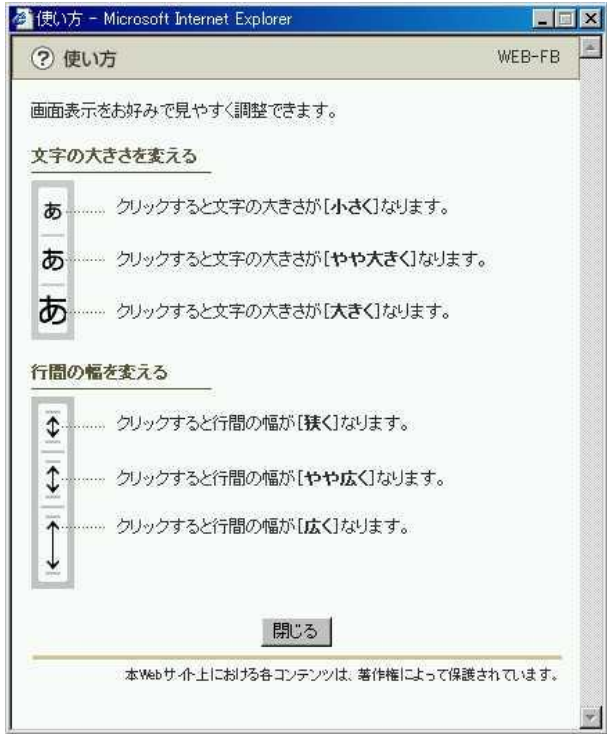 使い方 - Microsoft Internet Explorer
? 使い方 WEB-FB
画面表示をお好みで見やすく調整できます。
文字の大きさを変える
あ クリックすると文字の大きさが[小さく]なります。
あ クリックすると文字の大きさが[やや大きく]なります。
あ クリックすると文字の大きさが[大きく]なります。
行間の幅を変える
クリックすると行間の幅が[狭く]なります。
クリックすると行間の幅が[やや広く]なります。
クリックすると行間の幅が[広く]なります。
閉じる
本Webサイト上における各コンテンツは、著作権によって保護されています。